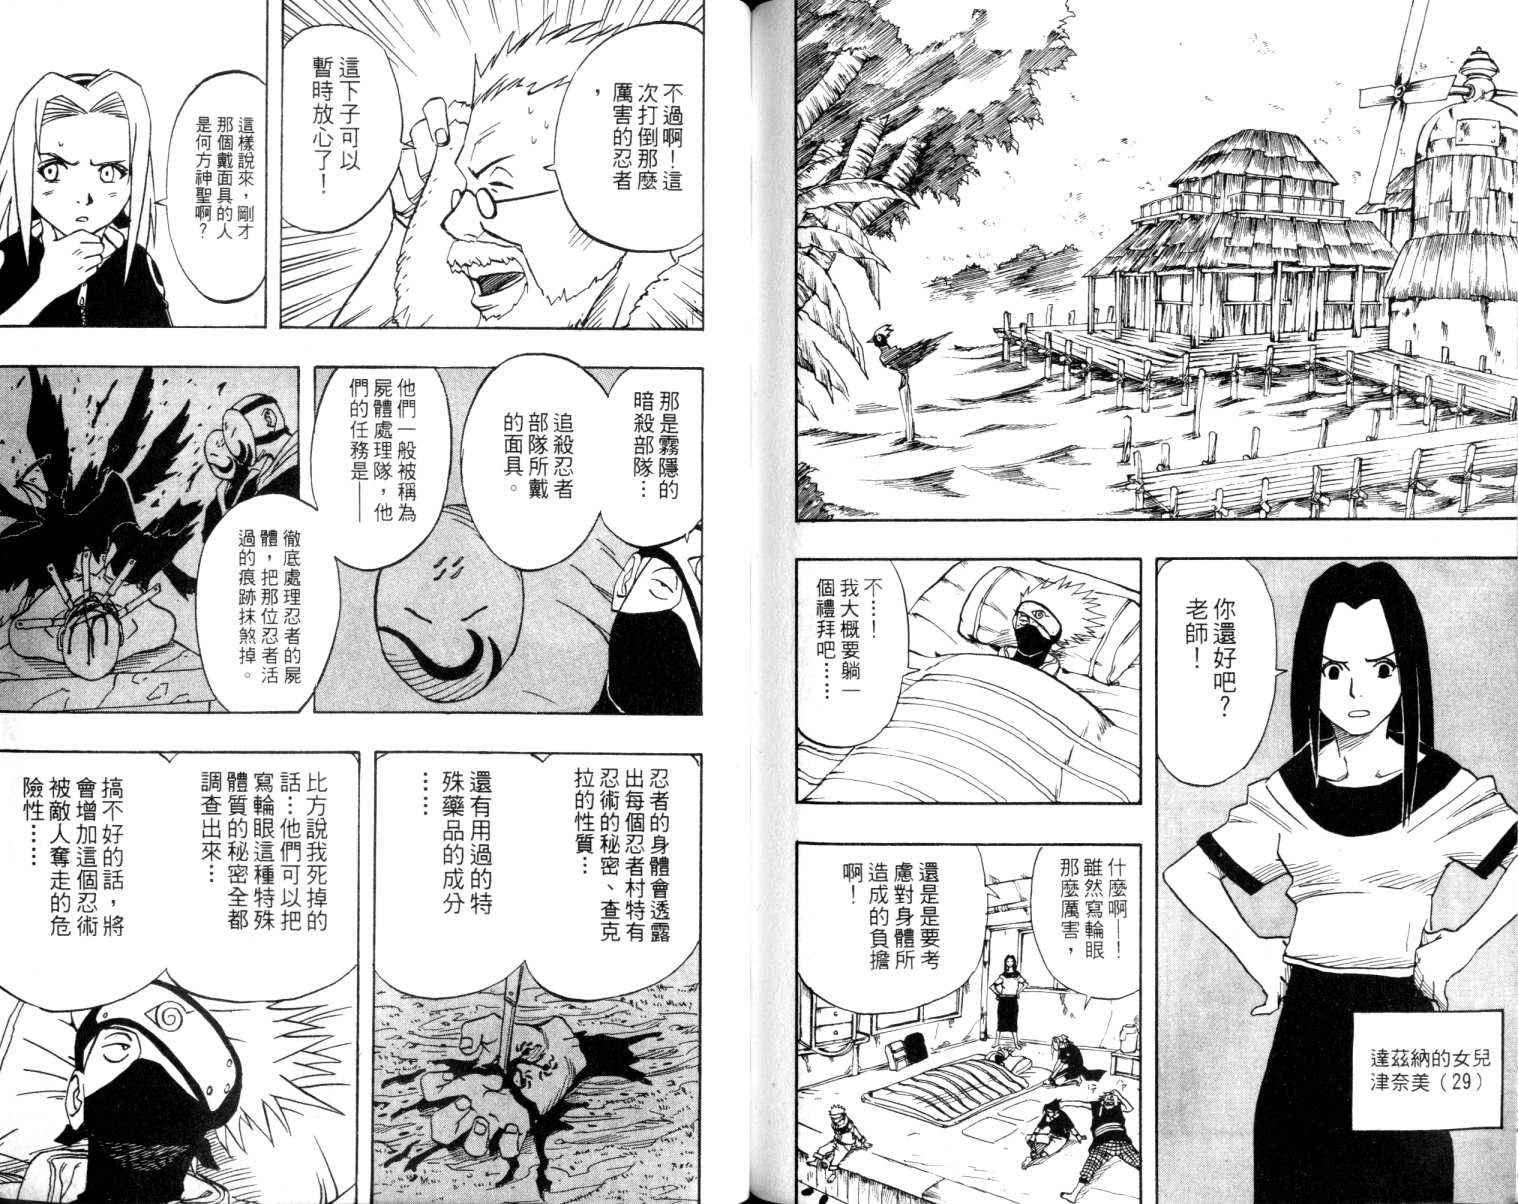 你還好吧？
老師！
達茲納的女兒
津奈美（29）
不…！
我大概要躺一
個禮拜吧……
什麼啊—！
雖然寫輪眼
那麼厲害，
還是是要考
慮對身體所
造成的負擔
啊！
不過啊！這
次打倒那麼
厲害的忍者
，
這下子可以
暫時放心了！
這樣說來，剛才
那個戴面具的人
是何方神聖啊？
那是霧隱的
暗殺部隊…
追殺忍者
部隊所戴
的面具。
他們一般被稱為
屍體處理隊，他
們的任務是——
徹底處理忍者的屍
體，把那位忍者活
過的痕跡抹煞掉。
忍者的身體會透露
出每個忍者村特有
忍術的秘密、查克
拉的性質…
還有用過的特
殊藥品的成分
……
比方說我死掉的
話…他們可以把
寫輪眼這種特殊
體質的秘密全都
調查出來…
搞不好的話，將
會增加這個忍術
被敵人奪走的危
險性……